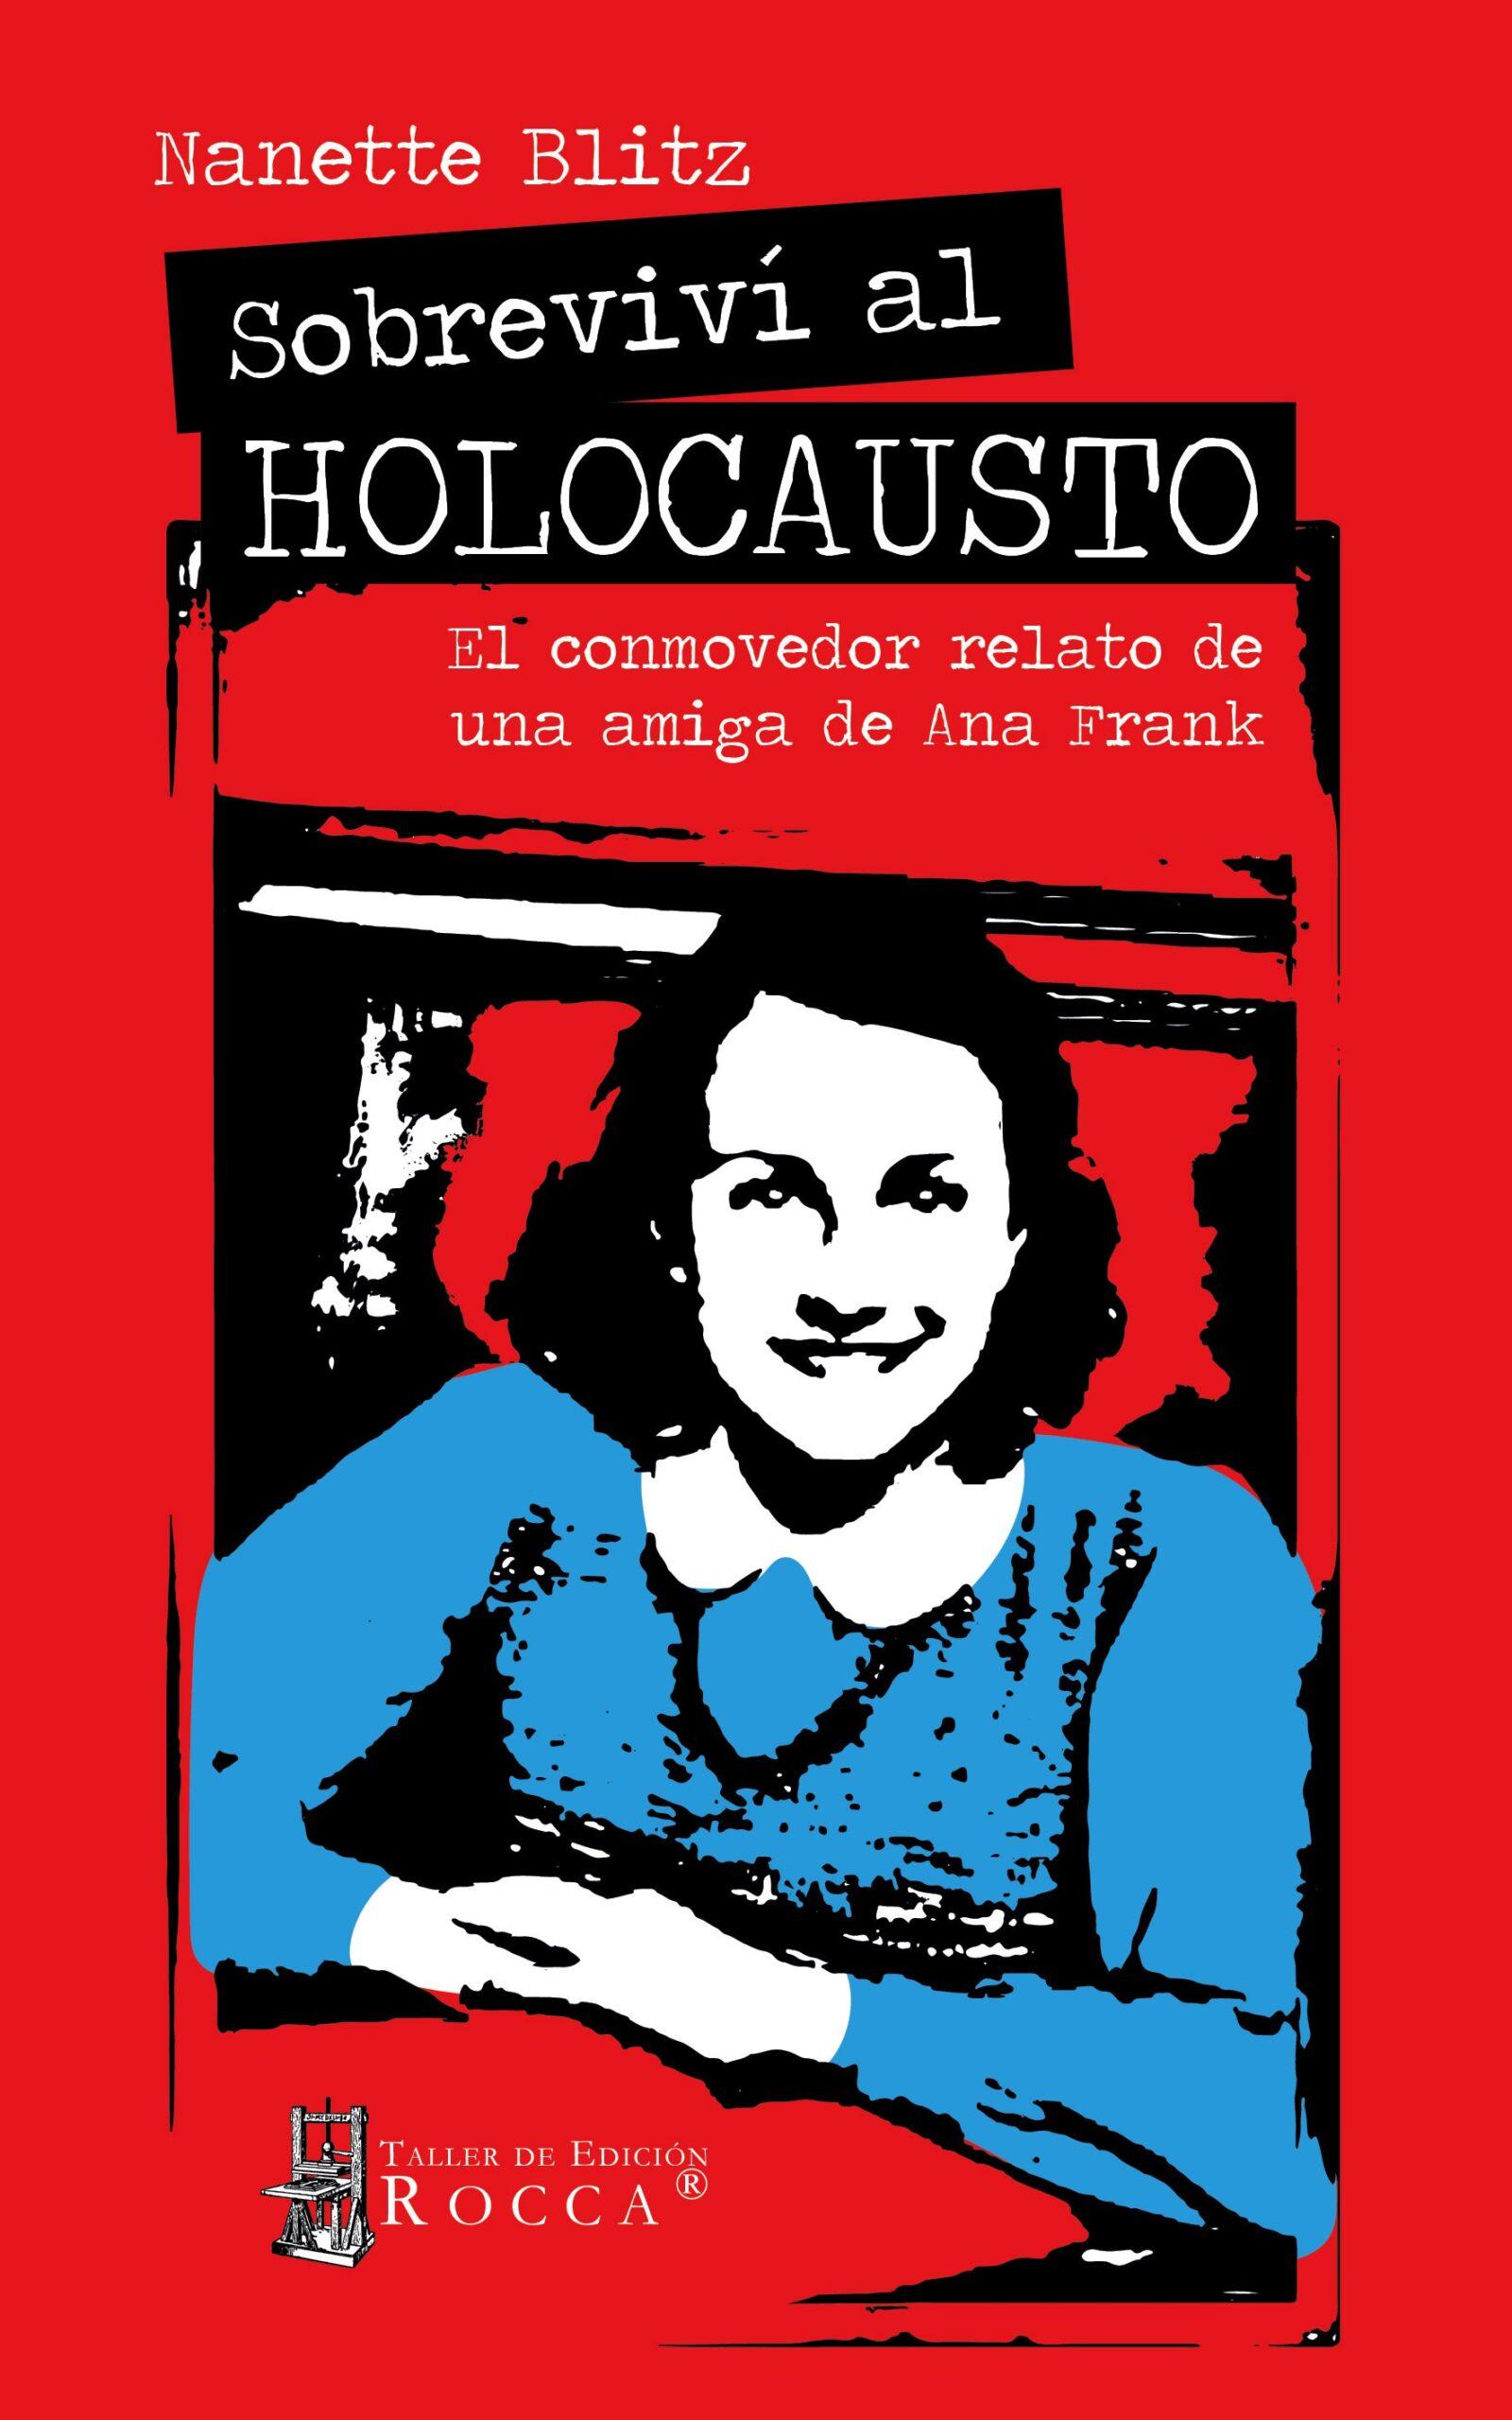 Nanette Blitz
Sobreviví al
HOLOCAUSTO
El conmovedor relato de
una amiga de Ana Frank
TALLER DE EDICIÓN
ROCCA®